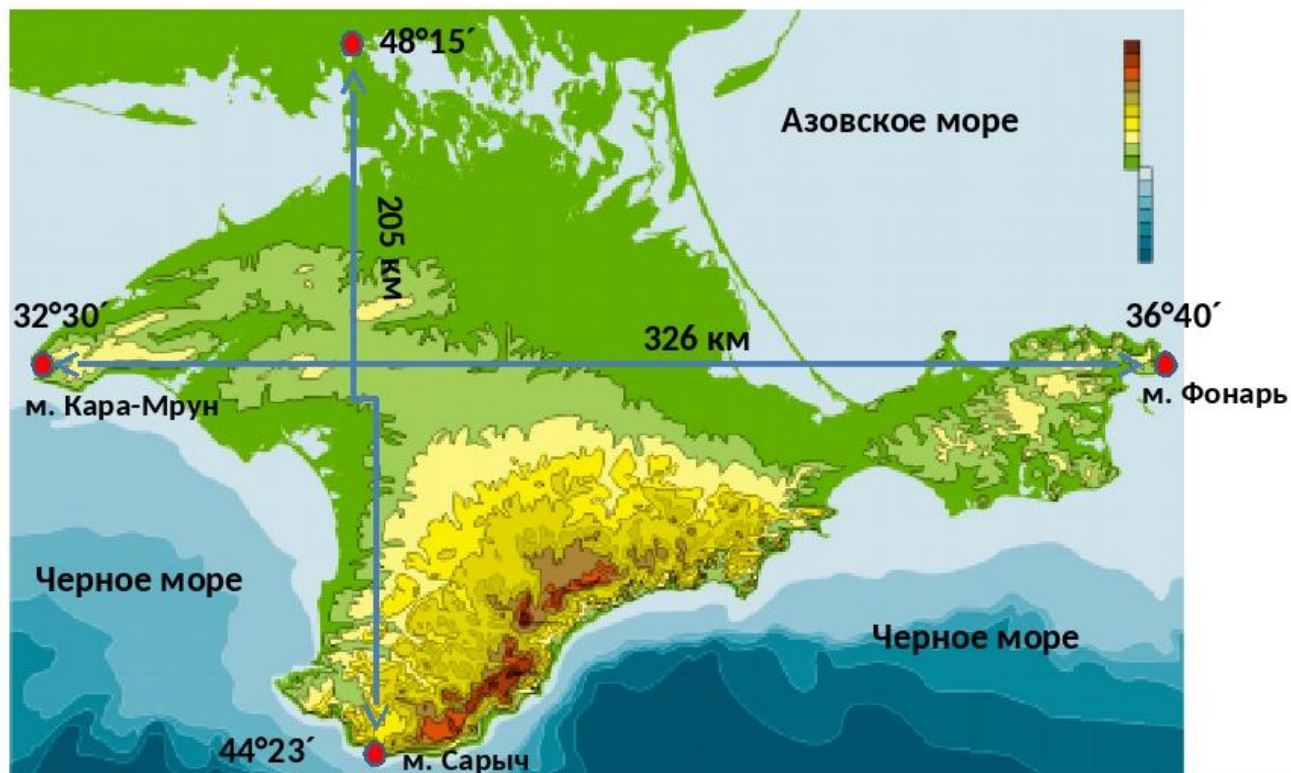 48°15´
Азовское море
205 км
32°30´
36°40´
326 км
м. Кара-Мрун
м. Фонарь
Черное море
Черное море
44°23´
м. Сарыч